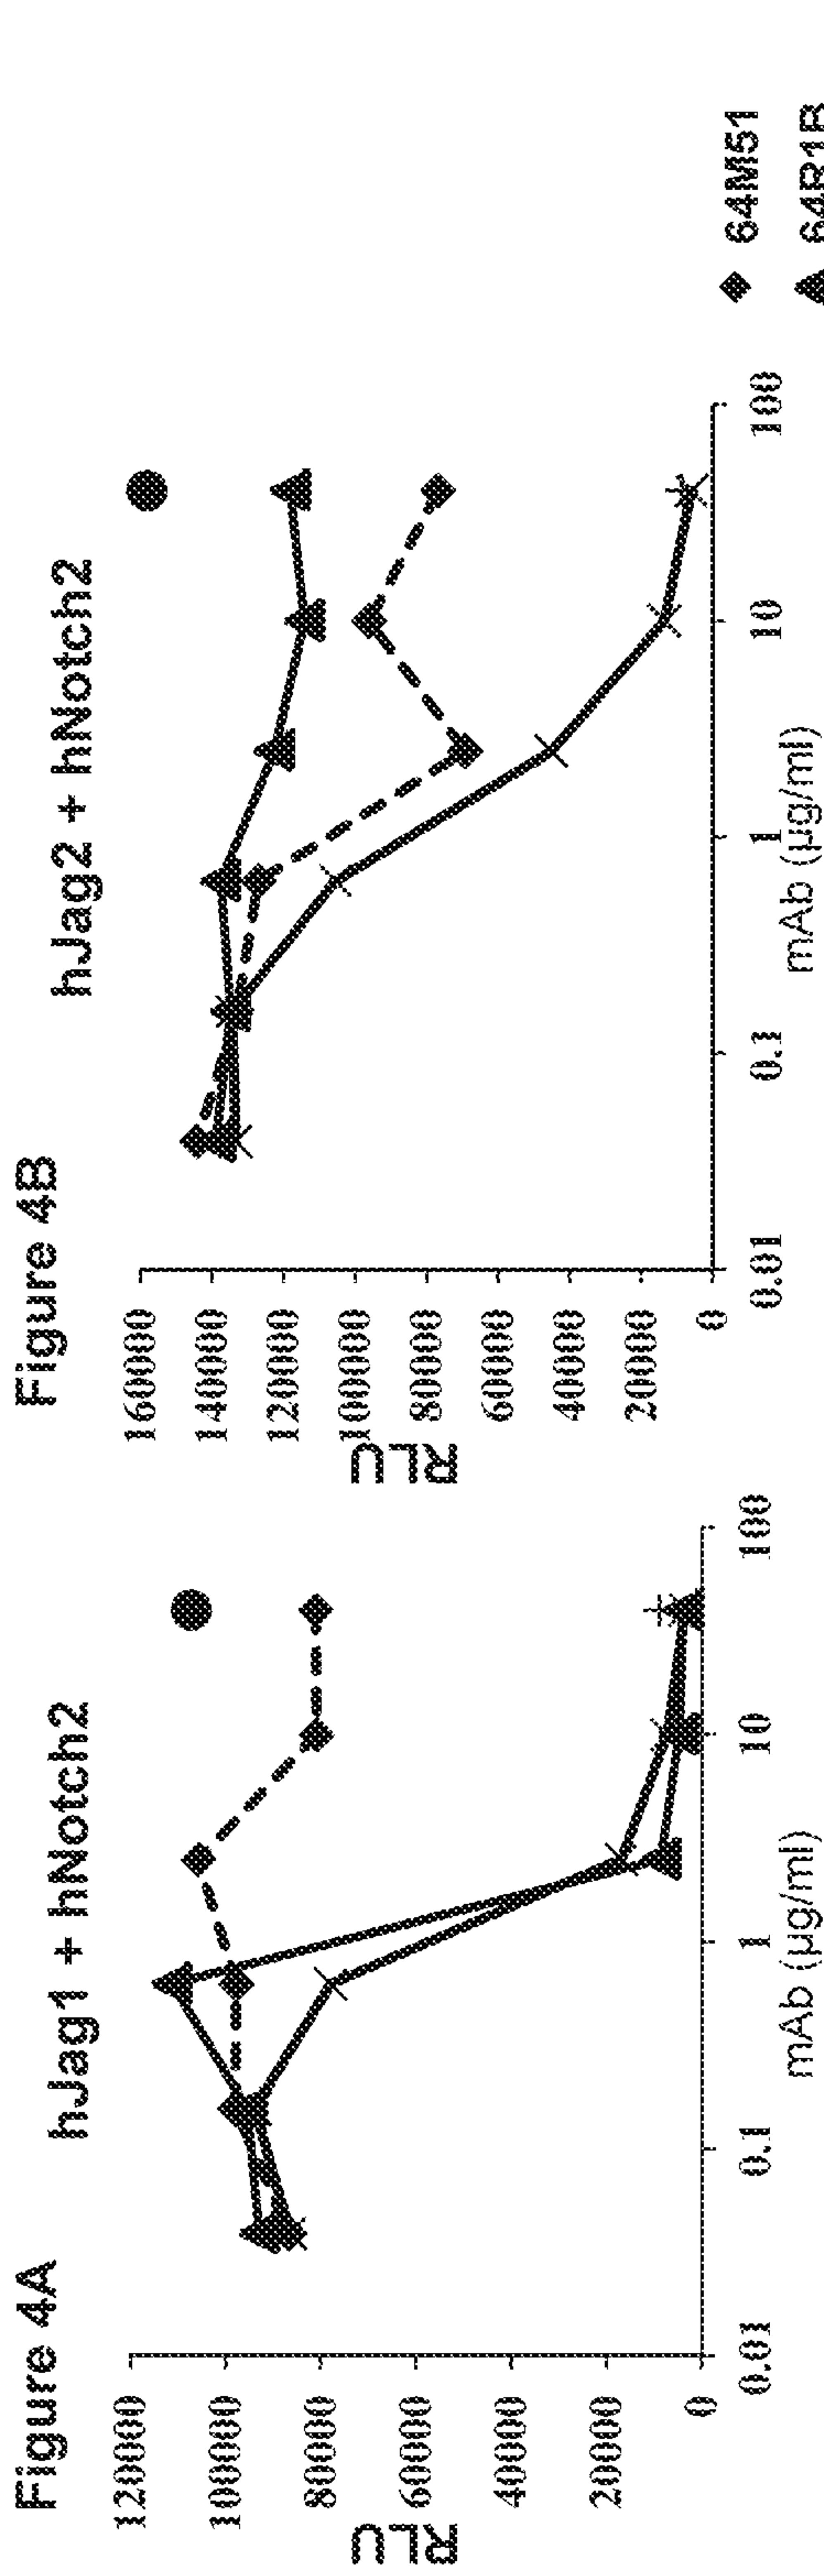 Figure 4A
hJag1 + hNotch2
RLU
120000
100000
80000
60000
40000
20000
0
0.01
0.1
1
10
100
mAb (µg/ml)
Figure 4B
hJag2 + hNotch2
RLU
160000
140000
120000
100000
80000
60000
40000
20000
0
0.01
0.1
1
10
100
mAb (µg/ml)
64M51